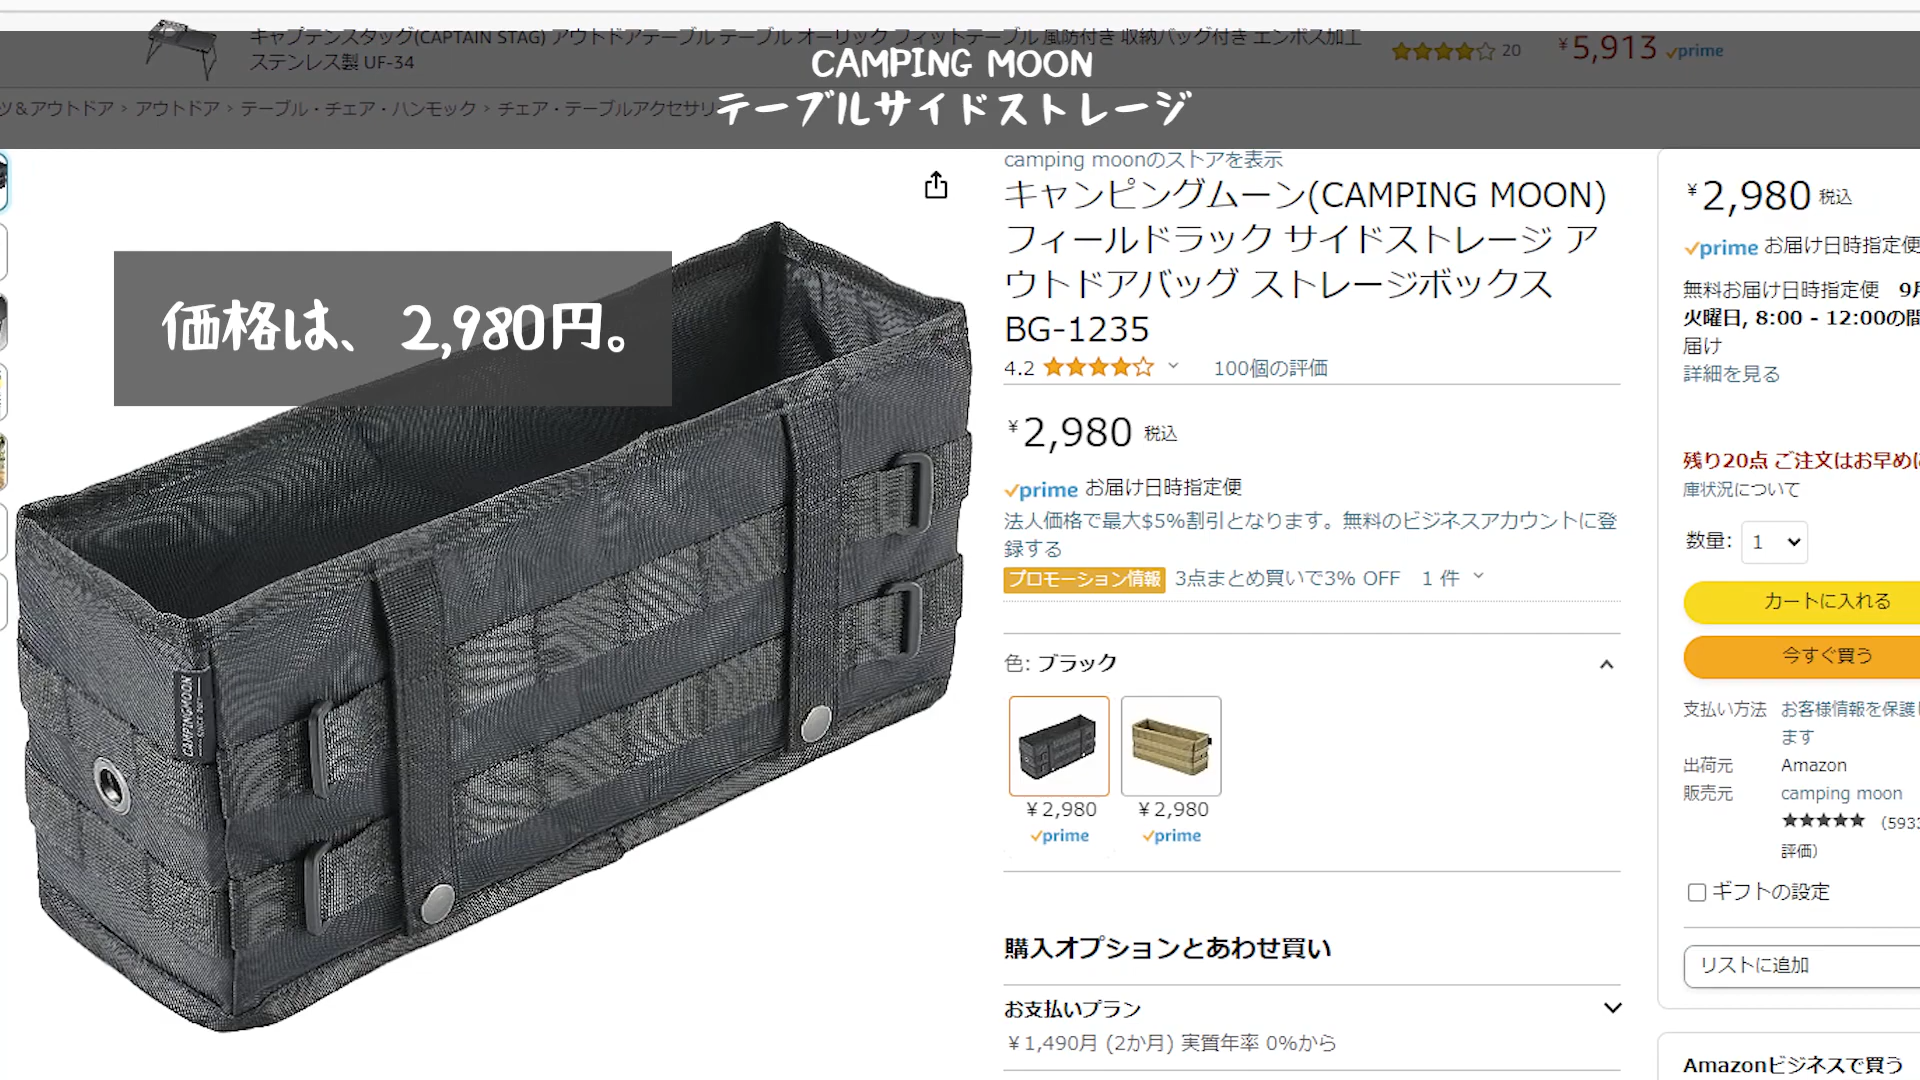 キャプテンスタッグ(CAPTAIN STAG) アウトドアテーブル テーブル オーリック フィットテーブル 風防付き 収納バッグ付き エンボス加工
ステンレス製 UF-34
20
¥5,913 prime
CAMPING MOON
テーブルサイドストレージ
ツ＆アウトドア › アウトドア › テーブル・チェア・ハンモック › チェア・テーブルアクセサリ
価格は、2,980円。
CAMPINGMOON
camping moonのストアを表示
キャンピングムーン(CAMPING MOON)
フィールドラック サイドストレージ ア
ウトドアバッグ ストレージボックス
BG-1235
4.2
100個の評価
¥2,980 税込
prime お届け日時指定便
法人価格で最大$5%割引となります。無料のビジネスアカウントに登
録する
プロモーション情報 3点まとめ買いで3% OFF 1 件
色: ブラック
¥2,980 ¥2,980
prime prime
購入オプションとあわせ買い
お支払いプラン
¥1,490月 (2か月) 実質年率 0%から
¥2,980 税込
prime お届け日時指定便
無料お届け日時指定便 9月
火曜日, 8:00 - 12:00の間
届け
詳細を見る
残り20点 ご注文はお早めに
庫状況について
数量: 1
カートに入れる
今すぐ買う
支払い方法 お客様情報を保護し
ます
出荷元 Amazon
販売元 camping moon
(5933
評価)
ギフトの設定
リストに追加
Amazonビジネスで買う